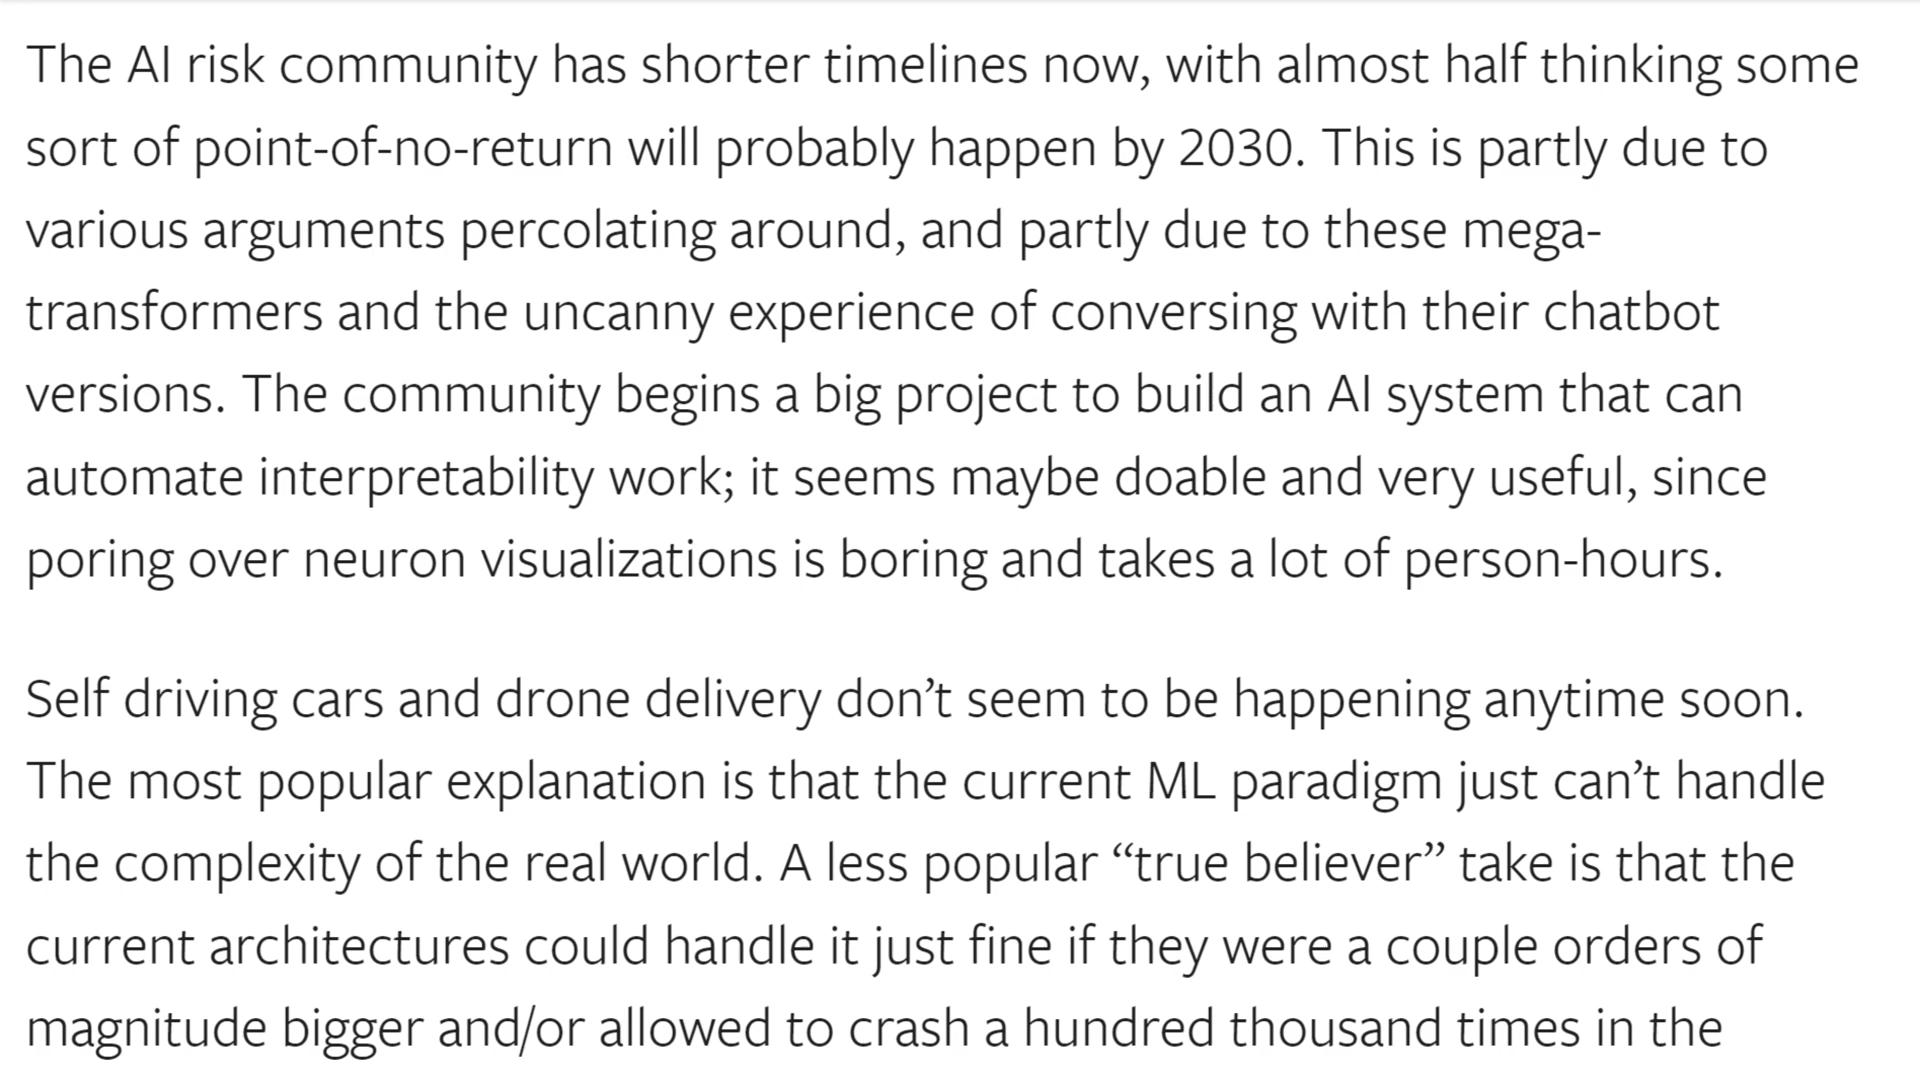 The AI risk community has shorter timelines now, with almost half thinking some
sort of point-of-no-return will probably happen by 2030. This is partly due to
various arguments percolating around, and partly due to these mega-
transformers and the uncanny experience of conversing with their chatbot
versions. The community begins a big project to build an AI system that can
automate interpretability work; it seems maybe doable and very useful, since
poring over neuron visualizations is boring and takes a lot of person-hours.
Self driving cars and drone delivery don’t seem to be happening anytime soon.
The most popular explanation is that the current ML paradigm just can’t handle
the complexity of the real world. A less popular “true believer” take is that the
current architectures could handle it just fine if they were a couple orders of
magnitude bigger and/or allowed to crash a hundred thousand times in the